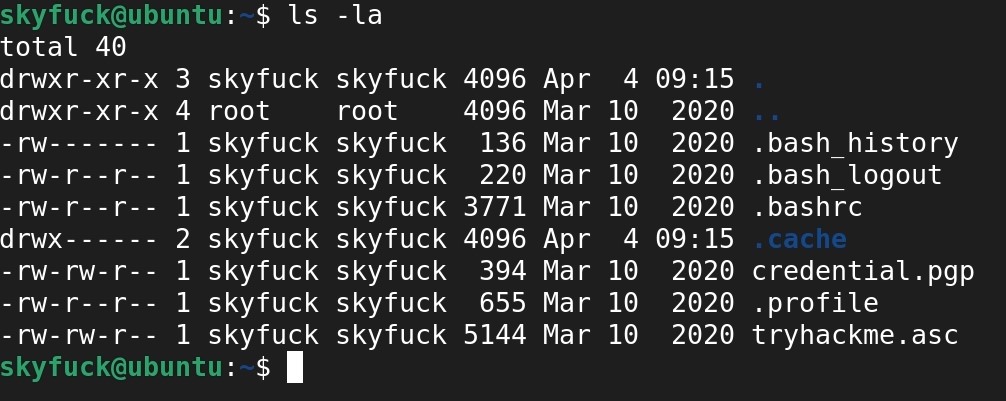 skyfuck@ubuntu:~$ ls -la
total 40
drwxr-xr-x 3 skyfuck skyfuck 4096 Apr  4 09:15 .
drwxr-xr-x 4 root    root    4096 Mar 10  2020 ..
-rw------- 1 skyfuck skyfuck  136 Mar 10  2020 .bash_history
-rw-r--r-- 1 skyfuck skyfuck  220 Mar 10  2020 .bash_logout
-rw-r--r-- 1 skyfuck skyfuck 3771 Mar 10  2020 .bashrc
drwx------ 2 skyfuck skyfuck 4096 Apr  4 09:15 .cache
-rw-rw-r-- 1 skyfuck skyfuck  394 Mar 10  2020 credential.pgp
-rw-r--r-- 1 skyfuck skyfuck  655 Mar 10  2020 .profile
-rw-rw-r-- 1 skyfuck skyfuck 5144 Mar 10  2020 tryhackme.asc
skyfuck@ubuntu:~$